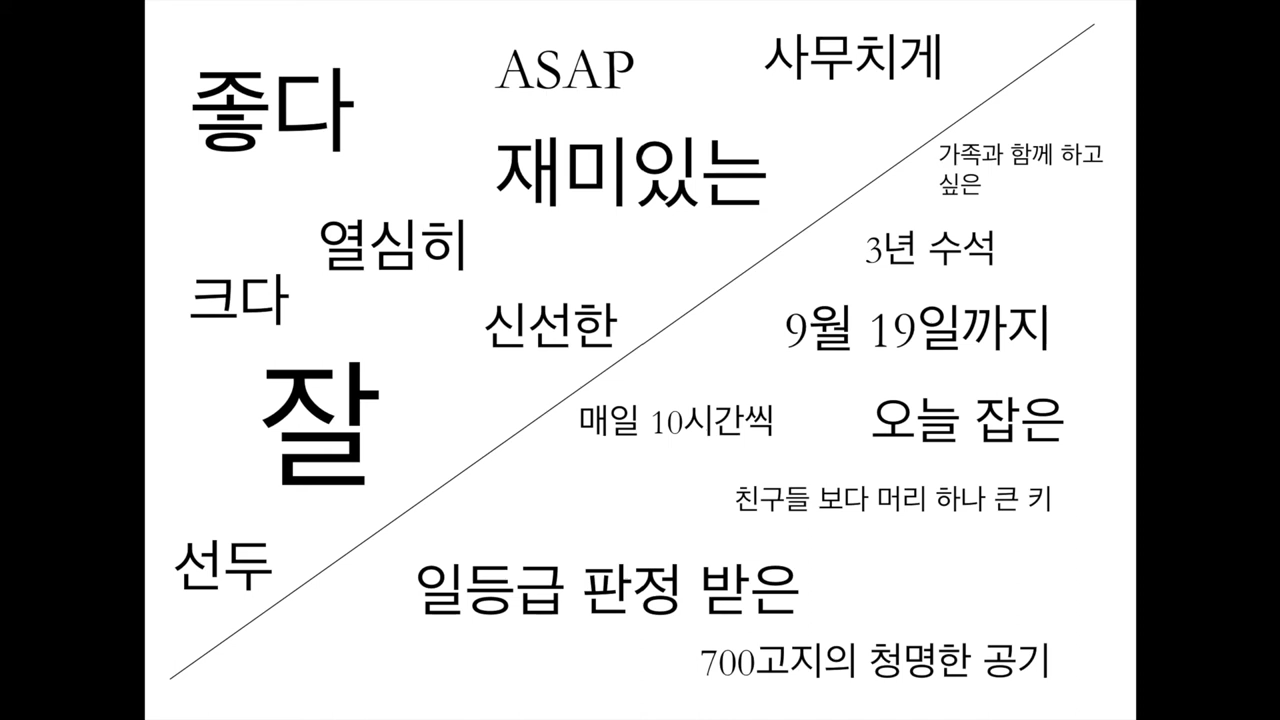 좋다
ASAP
사무치게
재미있는
열심히
크다
신선한
잘
선두
가족과 함께 하고
싶은
3년 수석
9월 19일까지
매일 10시간씩
오늘 잡은
친구들 보다 머리 하나 큰 키
일등급 판정 받은
700고지의 청명한 공기